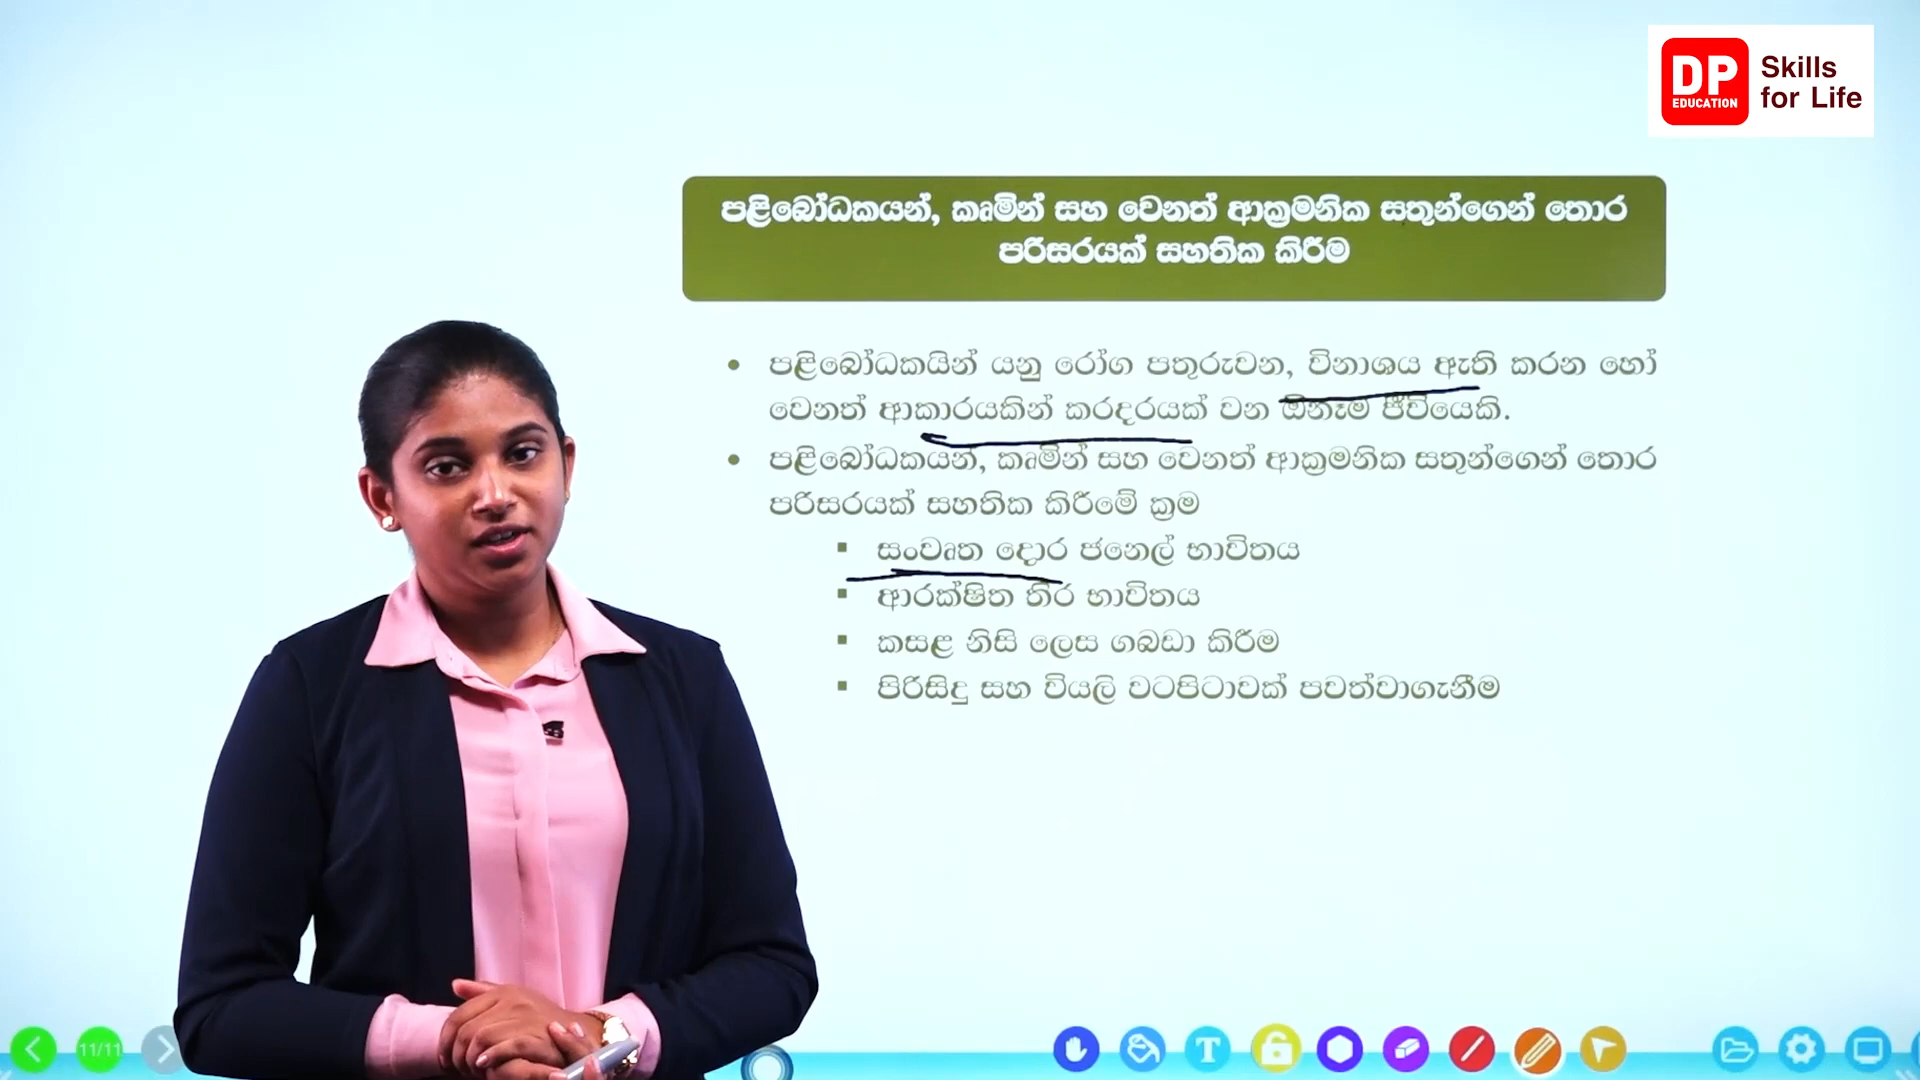 DP
EDUCATION
Skills
for Life
පළිබෝධකයන්, කෘමින් සහ වෙනත් ආක්‍රමනික සතුන්ගෙන් තොර
පරිසරයක් සහතික කිරීම
• පළිබෝධකයින් යනු රෝග පතුරුවන, විනාශය ඇති කරන හෝ
වෙනත් ආකාරයකින් කරදරයක් වන ඕනෑම ජීවියෙකි.
• පළිබෝධකයන්, කෘමින් සහ වෙනත් ආක්‍රමනික සතුන්ගෙන් තොර
පරිසරයක් සහතික කිරීමේ ක්‍රම
▪ සංවෘත දොර ජනෙල් භාවිතය
▪ ආරක්ෂිත තිර භාවිතය
▪ කසළ නිසි ලෙස ගබඩා කිරීම
▪ පිරිසිදු සහ වියලි වටපිටාවක් පවත්වාගැනීම
11/11
T